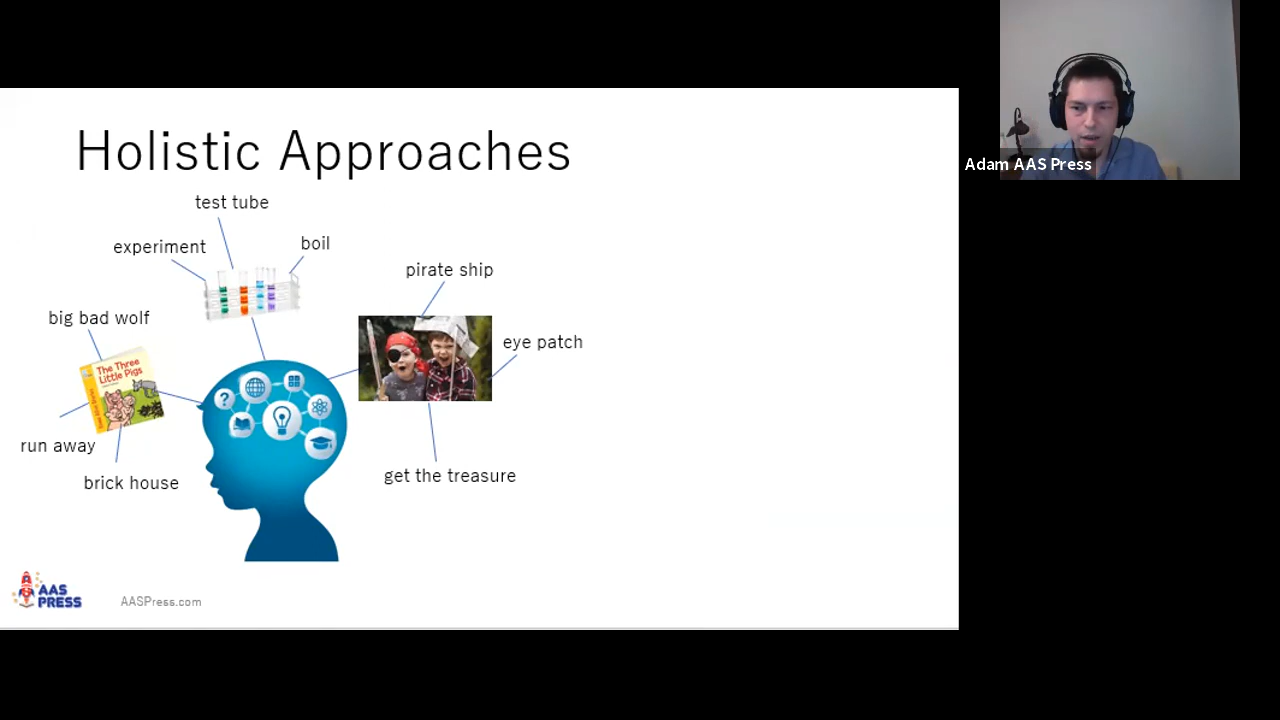 Holistic Approaches
test tube
experiment
boil
pirate ship
big bad wolf
eye patch
The Three
Little Pigs
run away
get the treasure
brick house
?
AAS
PRESS
AASPress.com
Adam AAS Press